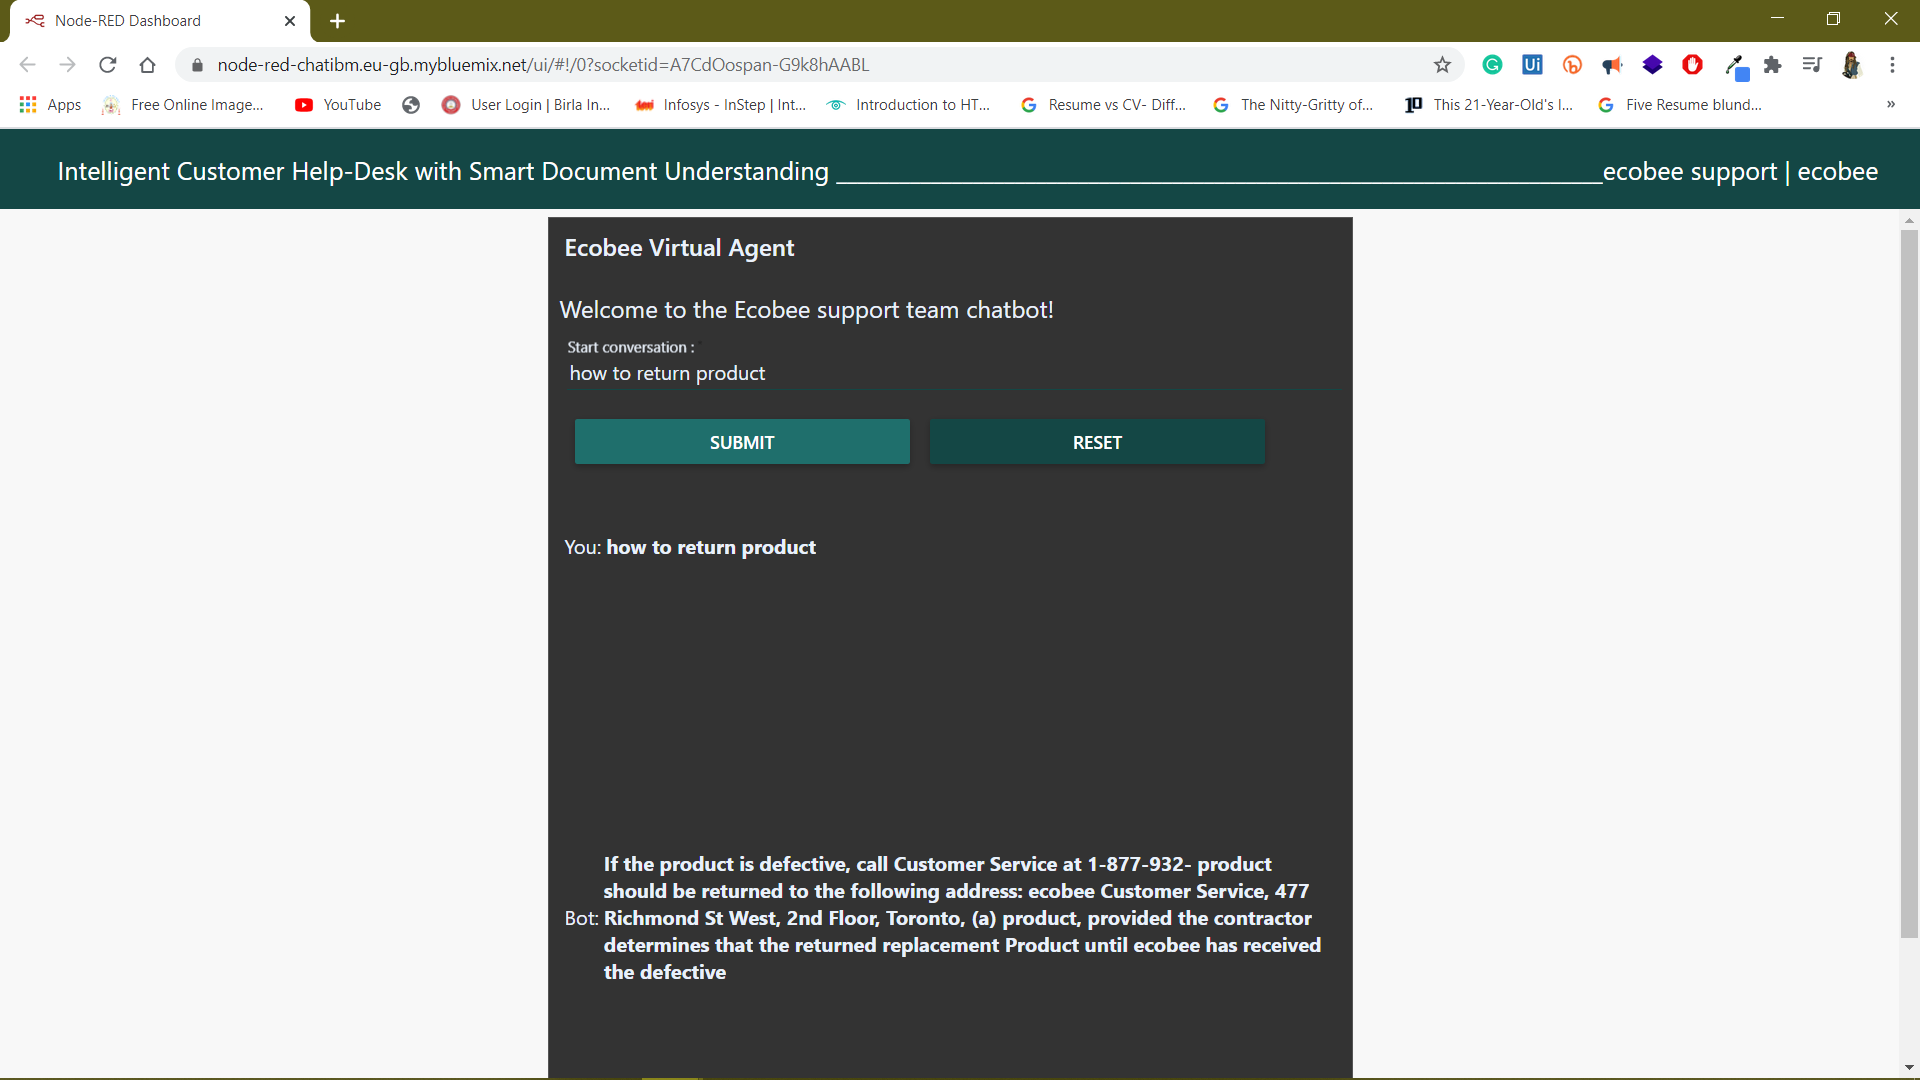 Node-RED Dashboard
node-red-chatibm.eu-gb.mybluemix.net/ui/#!/0?socketid=A7CdOospan-G9k8hAABL
Ui
Apps Free Online Image... YouTube User Login | Birla In... Infosys - InStep | Int... Introduction to HT... Resume vs CV- Diff... The Nitty-Gritty of... This 21-Year-Old's I... Five Resume blund... »
Intelligent Customer Help-Desk with Smart Document Understanding ______ecobee support | ecobee
Ecobee Virtual Agent
Welcome to the Ecobee support team chatbot!
Start conversation :
how to return product
SUBMIT RESET
You: how to return product
If the product is defective, call Customer Service at 1-877-932- product
should be returned to the following address: ecobee Customer Service, 477
Bot: Richmond St West, 2nd Floor, Toronto, (a) product, provided the contractor
determines that the returned replacement Product until ecobee has received
the defective